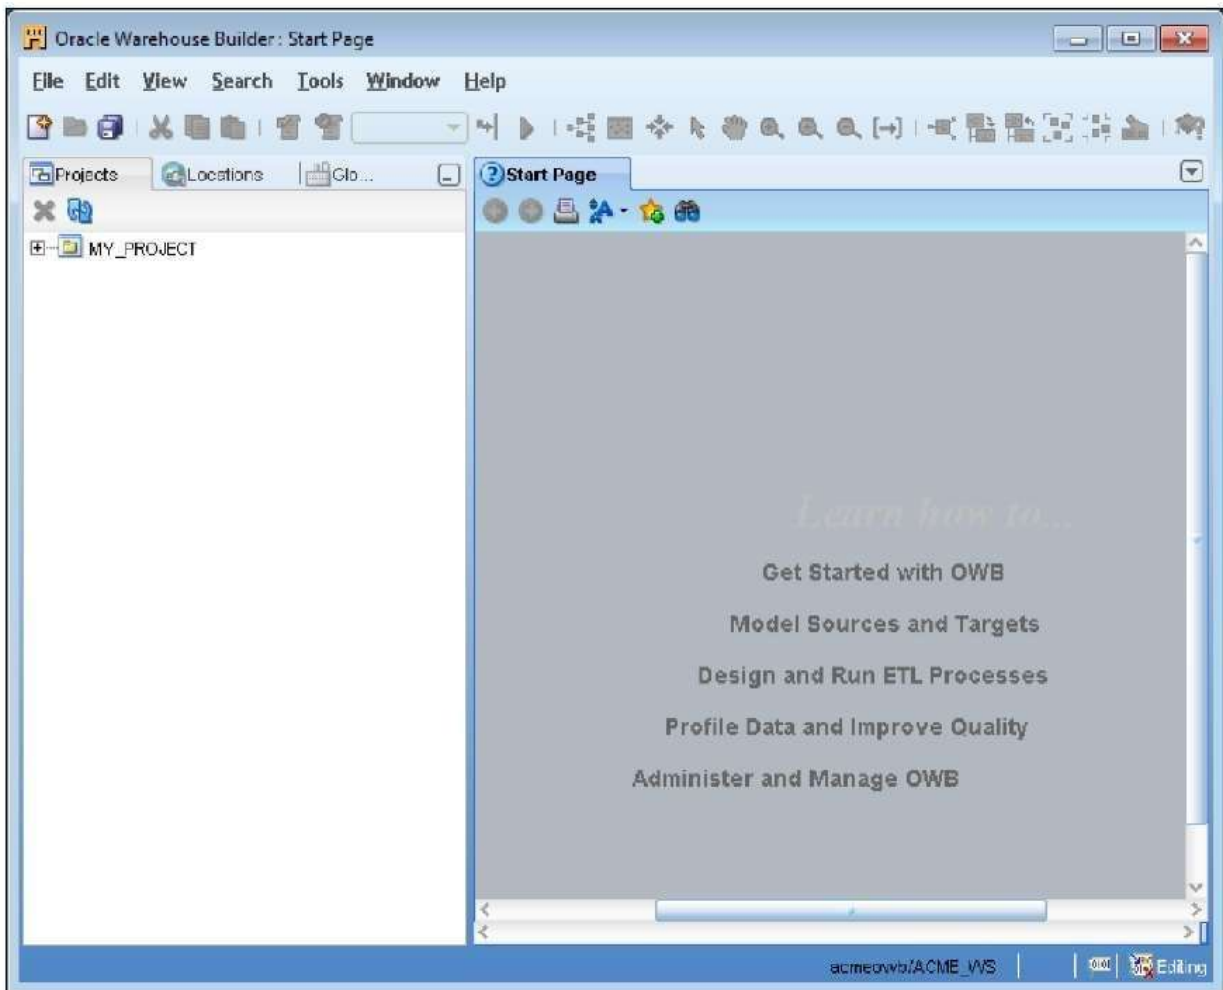 Oracle Warehouse Builder : Start Page
File Edit View Search Tools Window Help
Projects Locations Glo...
Start Page
MY_PROJECT
Learn how to...
Get Started with OWB
Model Sources and Targets
Design and Run ETL Processes
Profile Data and Improve Quality
Administer and Manage OWB
acmeowb/ACME_WS Editing